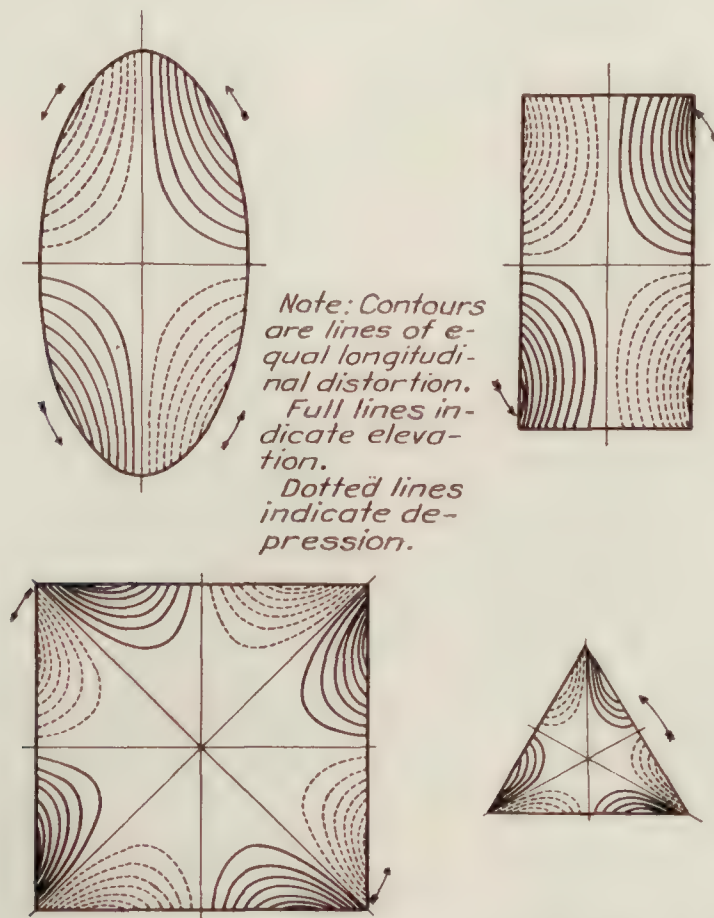 Note: Contours
are lines of e-
qual longitudi-
nal distortion.
Full lines in-
dicate eleva-
tion.
Dotted lines
indicate de-
pression.